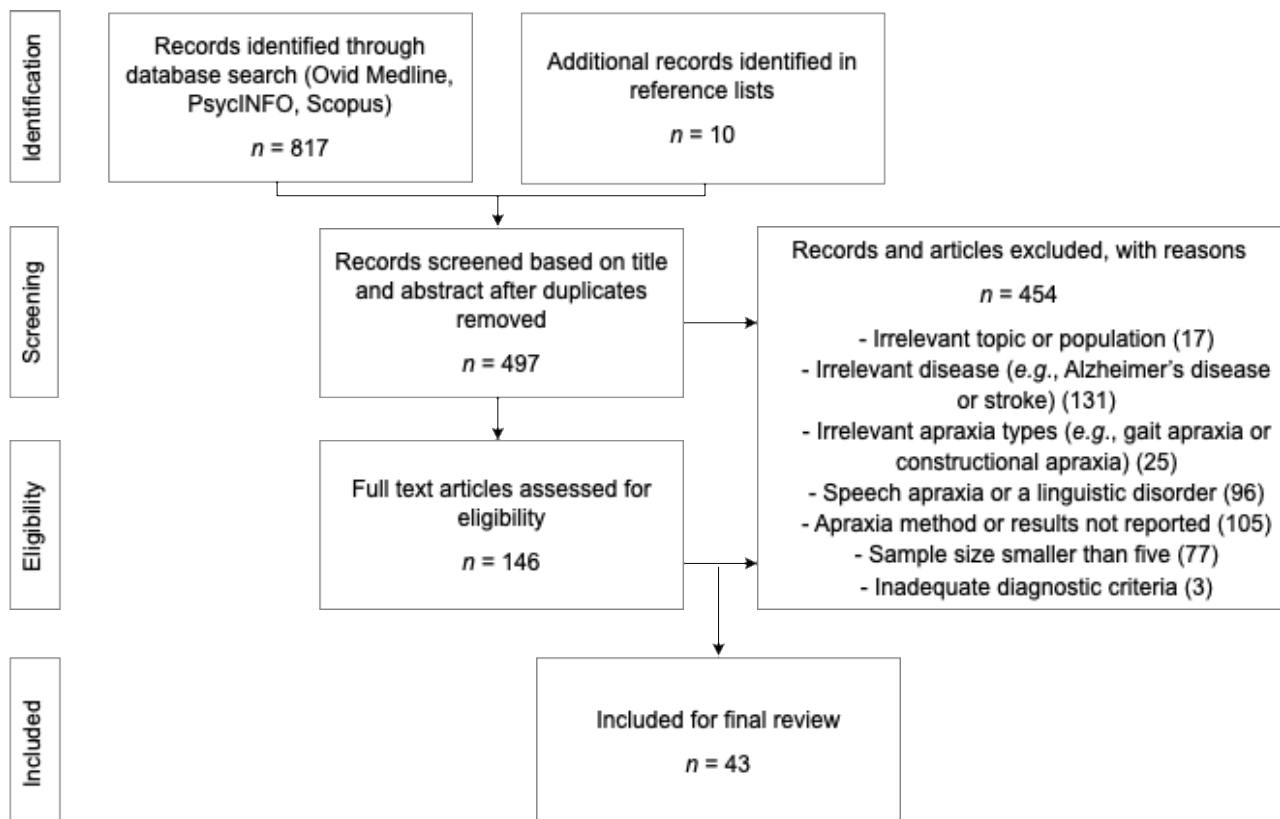 Identification
Records identified through
database search (Ovid Medline,
PsycINFO, Scopus)
n = 817
Additional records identified in
reference lists
n = 10
Screening
Records screened based on title
and abstract after duplicates
removed
n = 497
Records and articles excluded, with reasons
n = 454
- Irrelevant topic or population (17)
- Irrelevant disease (e.g., Alzheimer's disease
or stroke) (131)
- Irrelevant apraxia types (e.g., gait apraxia or
constructional apraxia) (25)
- Speech apraxia or a linguistic disorder (96)
- Apraxia method or results not reported (105)
- Sample size smaller than five (77)
- Inadequate diagnostic criteria (3)
Eligibility
Full text articles assessed for
eligibility
n = 146
Included
Included for final review
n = 43